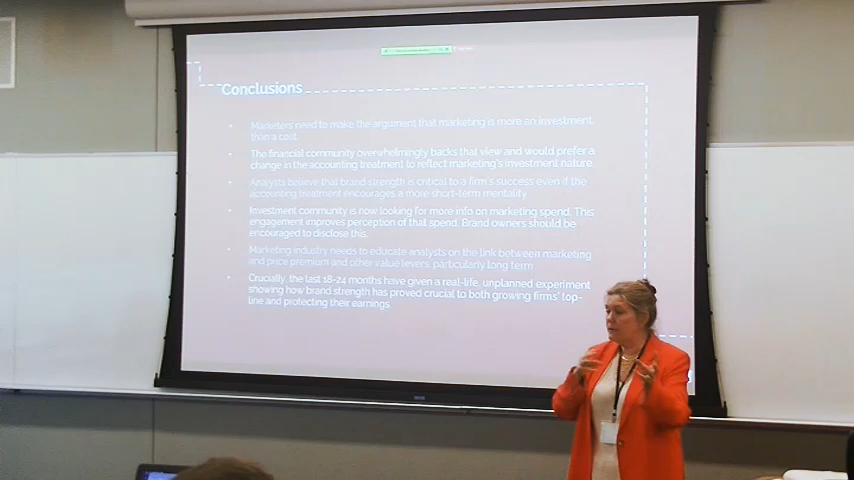 Conclusions
Marketers need to make the argument that marketing is more an investment
than a cost.
The financial community overwhelmingly backs that view and would prefer a
change in the accounting treatment to reflect marketing's investment nature.
Analysts believe that brand strength is critical to a firm's success even if the
accounting treatment encourages a more short-term mentality
Investment community is now looking for more info on marketing spend. This
engagement improves perception of that spend. Brand owners should be
encouraged to disclose this.
Marketing industry needs to educate analysts on the link between marketing
and price premium and other value levers, particularly long term
Crucially, the last 18-24 months have given a real-life, unplanned experiment
showing how brand strength has proved crucial to both growing firms' top-
line and protecting their earnings.